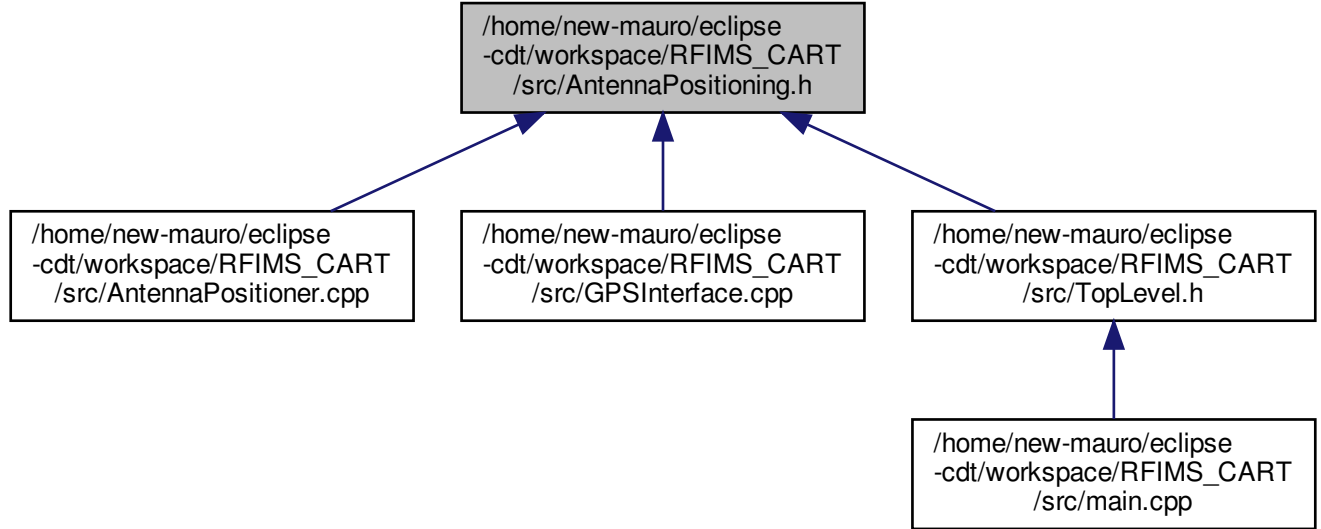 /home/new-mauro/eclipse
-cdt/workspace/RFIMS_CART
/src/AntennaPositioning.h
/home/new-mauro/eclipse
-cdt/workspace/RFIMS_CART
/src/AntennaPositioner.cpp
/home/new-mauro/eclipse
-cdt/workspace/RFIMS_CART
/src/GPSInterface.cpp
/home/new-mauro/eclipse
-cdt/workspace/RFIMS_CART
/src/TopLevel.h
/home/new-mauro/eclipse
-cdt/workspace/RFIMS_CART
/src/main.cpp